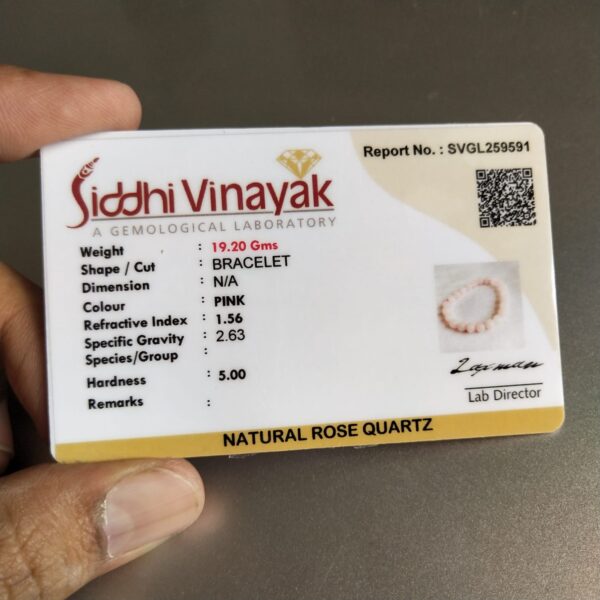 Report No. : SVGL259591
Siddhi Vinayak
A GEMOLOGICAL LABORATORY
Weight : 19.20 Gms
Shape / Cut : BRACELET
Dimension : N/A
Colour : PINK
Refractive Index : 1.56
Specific Gravity : 2.63
Species/Group :
Hardness : 5.00
Remarks :
Laxman
Lab Director
NATURAL ROSE QUARTZ